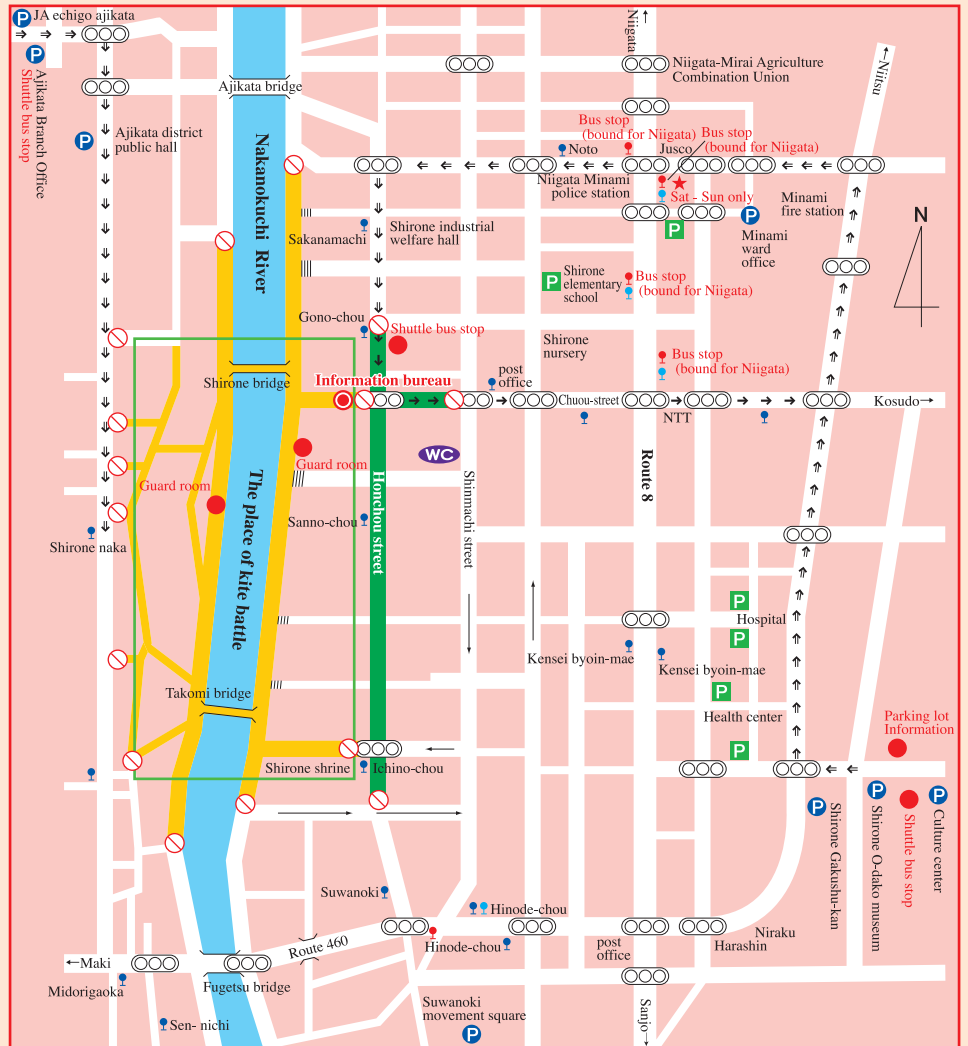 P JA echigo ajikata
P
Ajikata Branch Office
Shuttle bus stop
P Ajikata district
public hall
Ajikata bridge
Nakanokuchi River
Niigata
Niigata-Mirai Agriculture
Combination Union
Niitsu
Bus stop
(bound for Niigata)
Bus stop
(bound for Niigata)
Noto
Jusco
Niigata Minami
police station
Sat - Sun only
Minami
fire station
P
Minami
ward
office
P
N
Sakanamachi
Shirone industrial
welfare hall
P Shirone
elementary
school
Bus stop
(bound for Niigata)
Gono-chou
Shuttle bus stop
Shirone
nursery
Bus stop
(bound for Niigata)
Shirone bridge
Information bureau
post
office
Chuou-street
NTT
Kosudo
WC
Guard room
Guard room
The place of kite battle
Honchou street
Shinmachi street
Route 8
Sanno-chou
Shirone naka
P
Hospital
P
Kensei byoin-mae
Kensei byoin-mae
P
Health center
P
Takomi bridge
Shirone shrine
Ichino-chou
Parking lot
Information
P
Shirone Gakushu-kan
P
Shirone O-dako museum
Shuttle bus stop
P
Culture center
Suwanoki
Hinode-chou
Hinode-chou
Route 460
post
office
Niraku
Harashin
Maki
Midorigaoka
Fugetsu bridge
Sen- nichi
Suwanoki
movement square
P
Sanjo